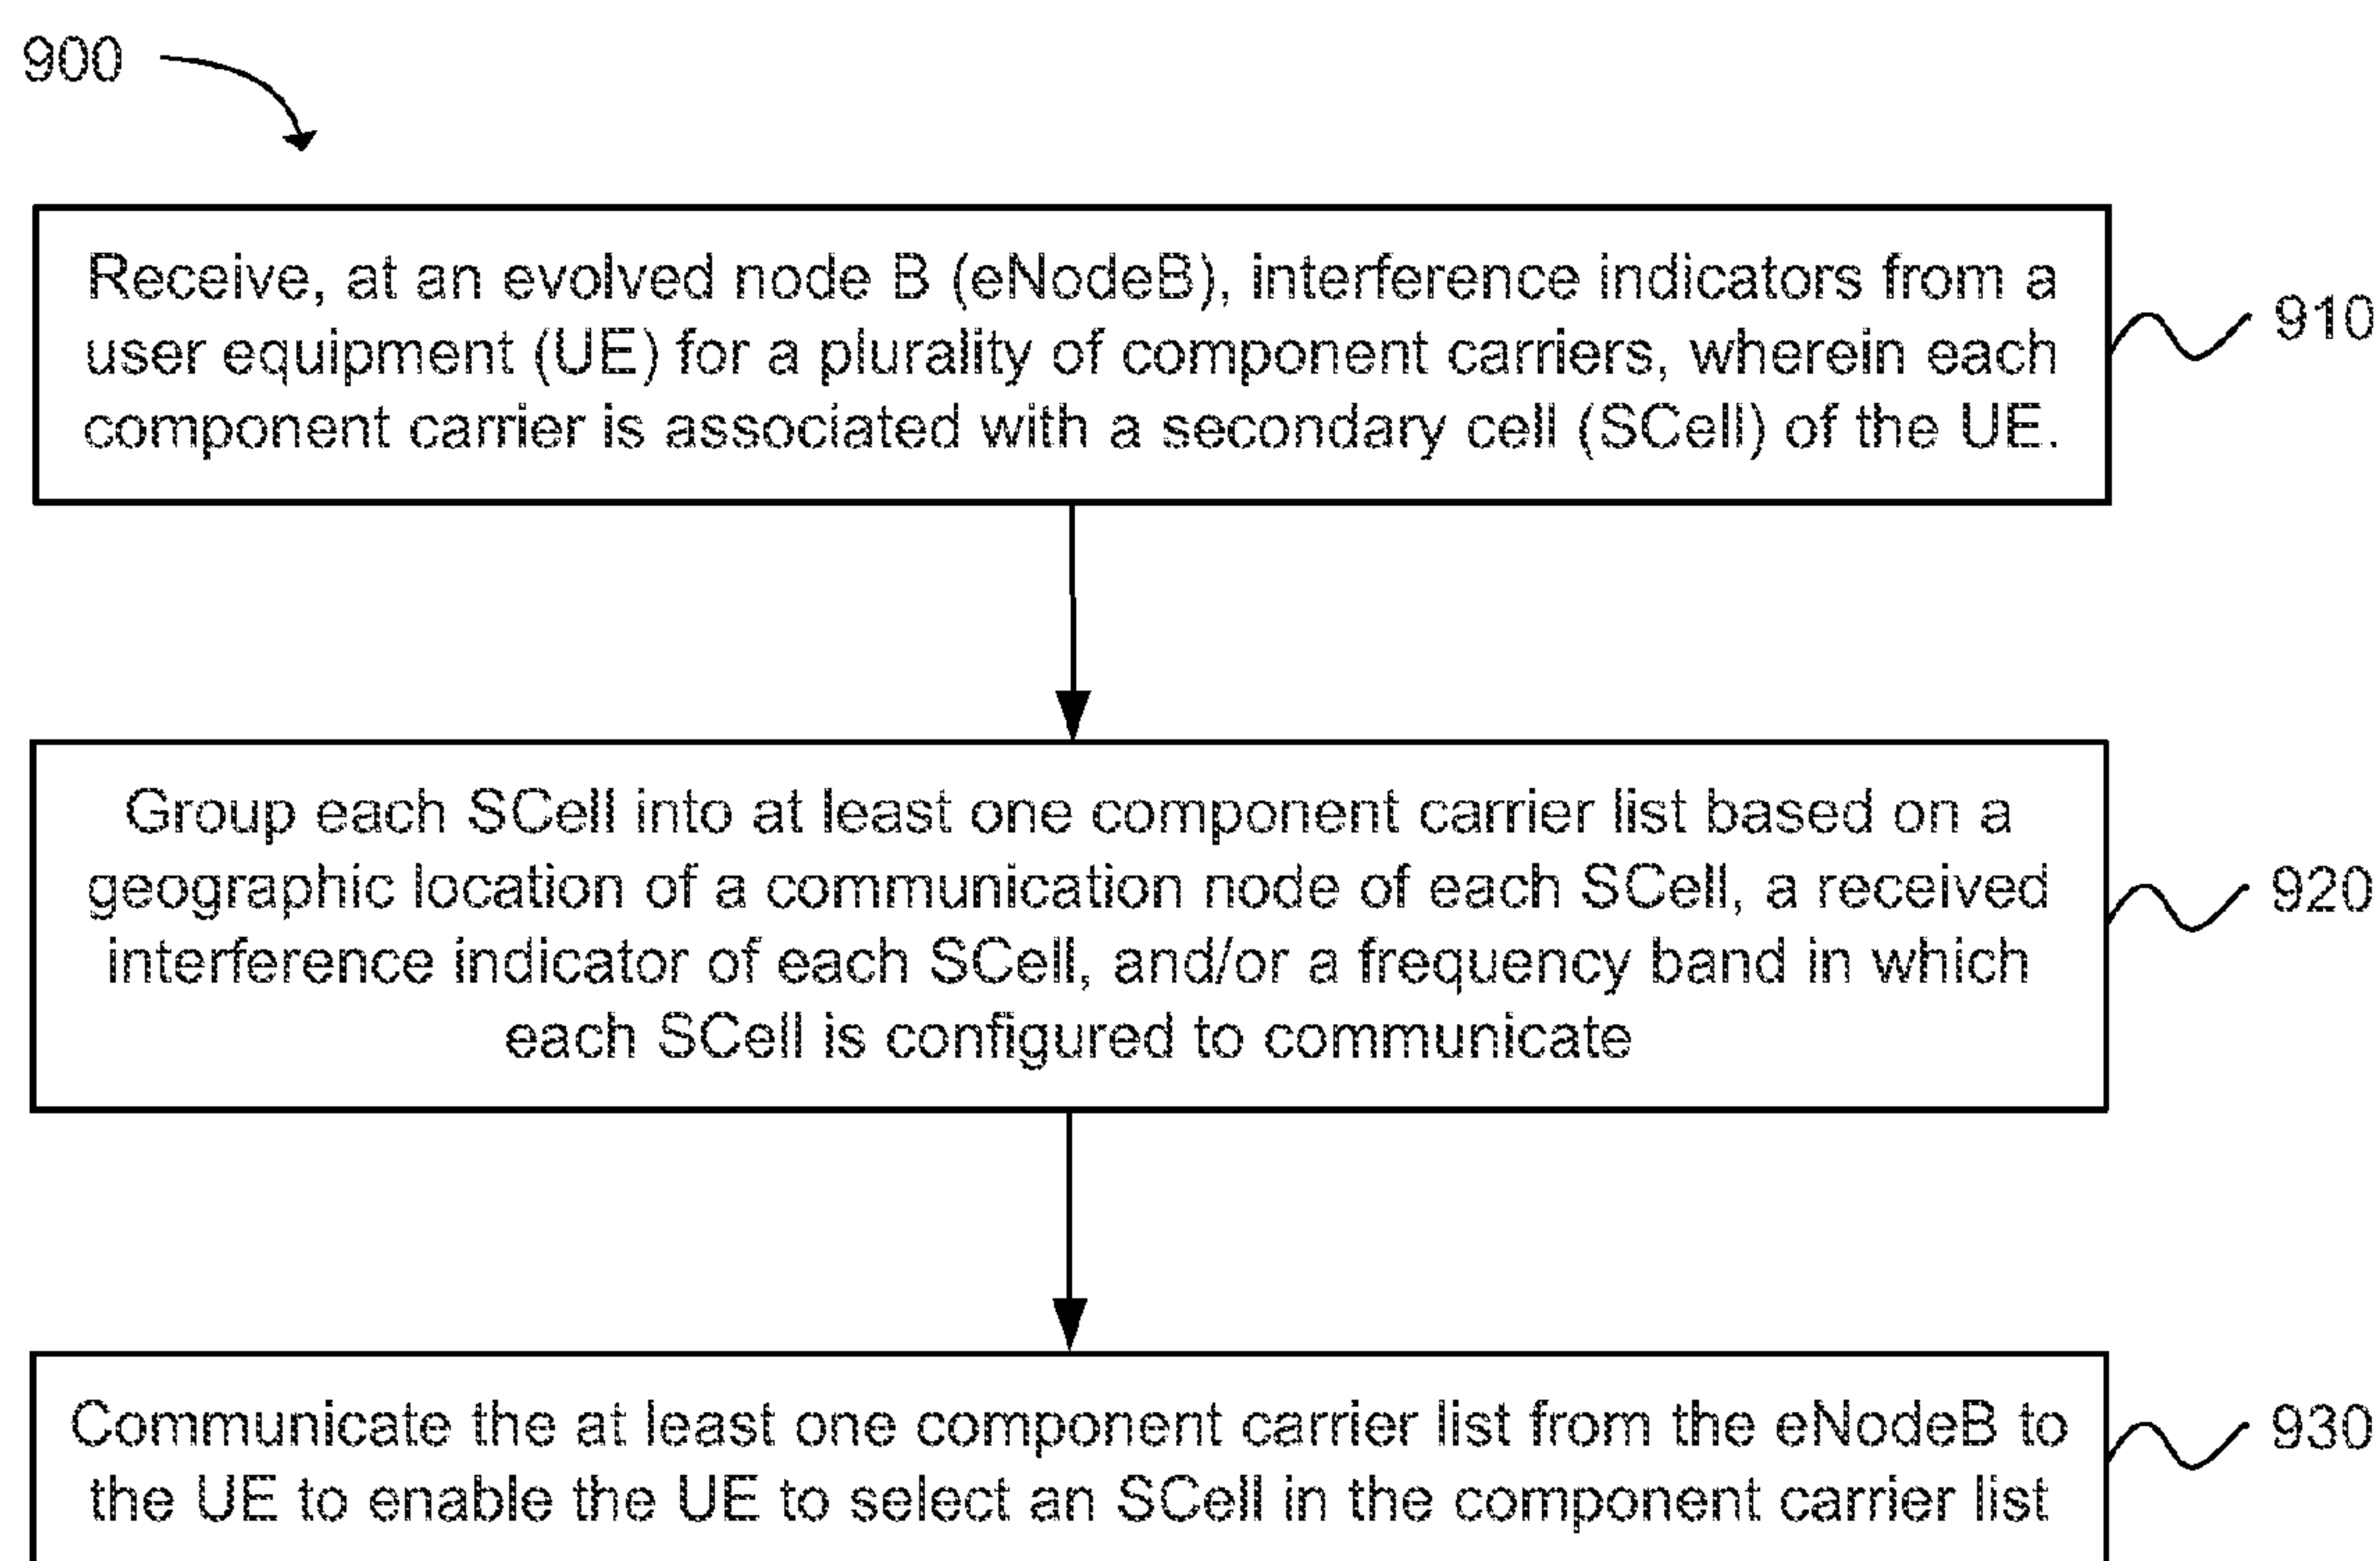 900
Receive, at an evolved node B (eNodeB), interference indicators from a
user equipment (UE) for a plurality of component carriers, wherein each
component carrier is associated with a secondary cell (SCell) of the UE.
910
Group each SCell into at least one component carrier list based on a
geographic location of a communication node of each SCell, a received
interference indicator of each SCell, and/or a frequency band in which
each SCell is configured to communicate
920
Communicate the at least one component carrier list from the eNodeB to
the UE to enable the UE to select an SCell in the component carrier list
930